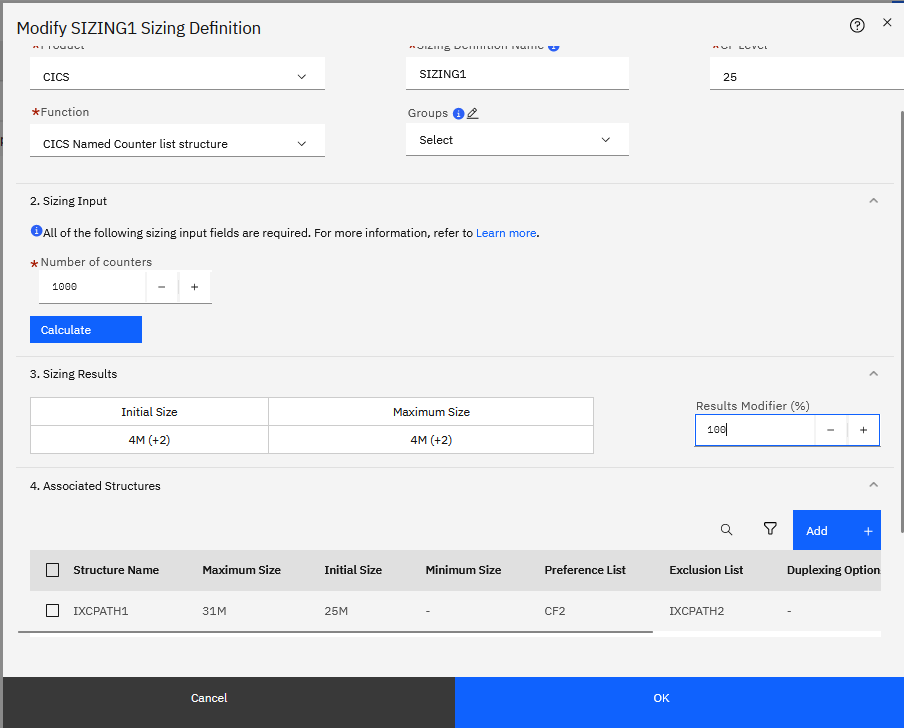 Modify SIZING1 Sizing Definition
*Product *Sizing Definition Name *CF Level
CICS SIZING1 25
*Function Groups
CICS Named Counter list structure Select
2. Sizing Input
All of the following sizing input fields are required. For more information, refer to Learn more.
*Number of counters
1000 − +
Calculate
3. Sizing Results
Initial Size Maximum Size Results Modifier (%)
4M (+2) 4M (+2) 100 − +
4. Associated Structures
Add +
Structure Name Maximum Size Initial Size Minimum Size Preference List Exclusion List Duplexing Option
IXCPATH1 31M 25M - CF2 IXCPATH2 -
Cancel OK